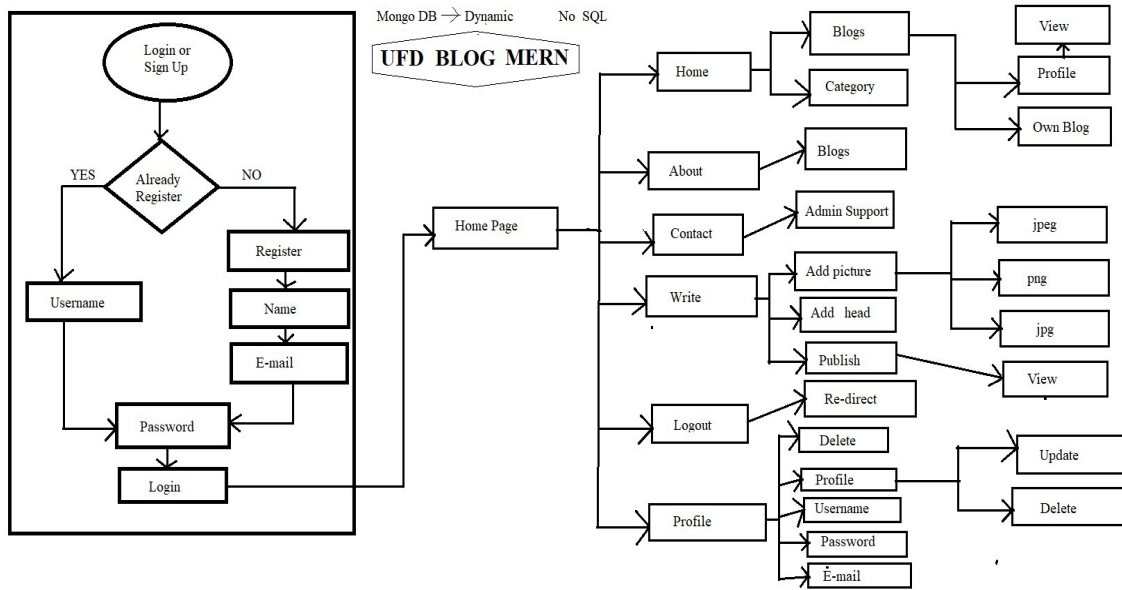 Mongo DB → Dynamic No SQL
UFD BLOG MERN
Login or
Sign Up
Already
Register
YES
NO
Username
Register
Name
E-mail
Password
Login
Home Page
Home
Blogs
Category
View
Profile
Own Blog
About
Blogs
Contact
Admin Support
Write
Add picture
jpeg
png
jpg
Add head
Publish
View
Logout
Re-direct
Profile
Delete
Profile
Update
Delete
Username
Password
E-mail